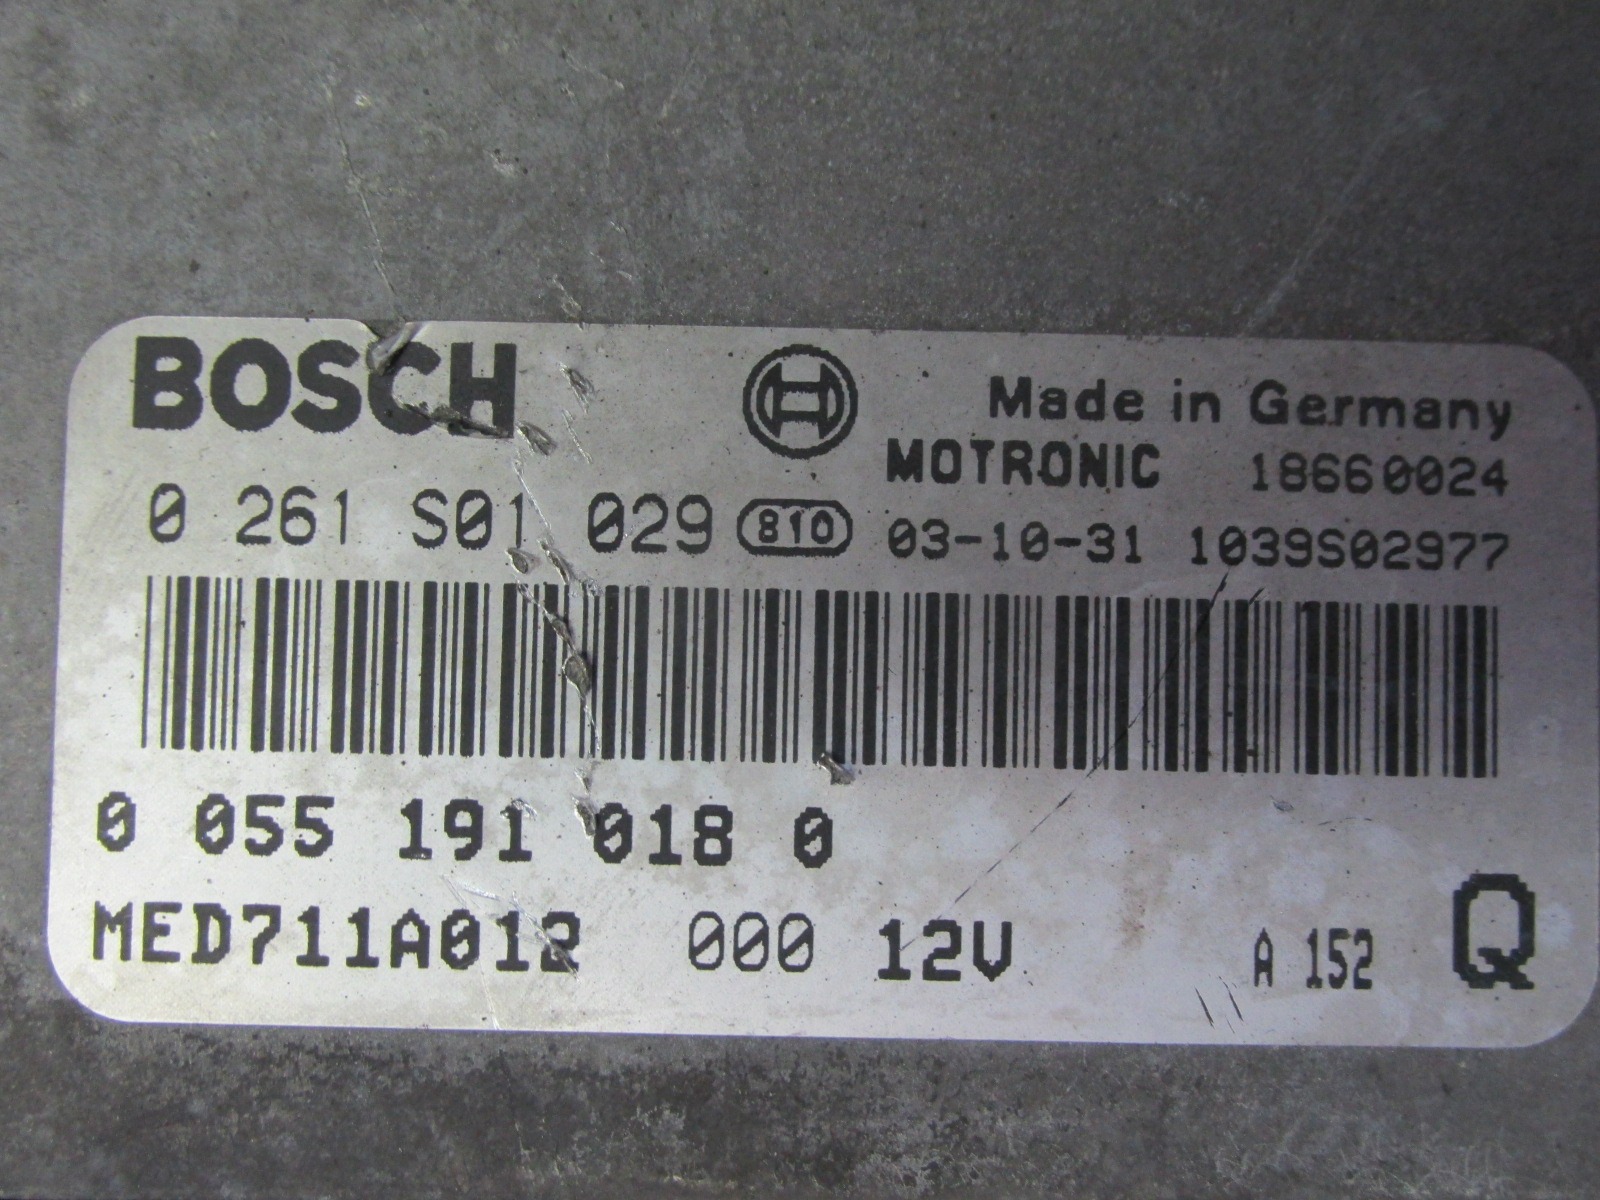 BOSCH
Made in Germany
MOTRONIC 18660024
0 261 S01 029 810 03-10-31 1039S02977
0 055 191 018 0
MED711A012 000 12V A 152 Q